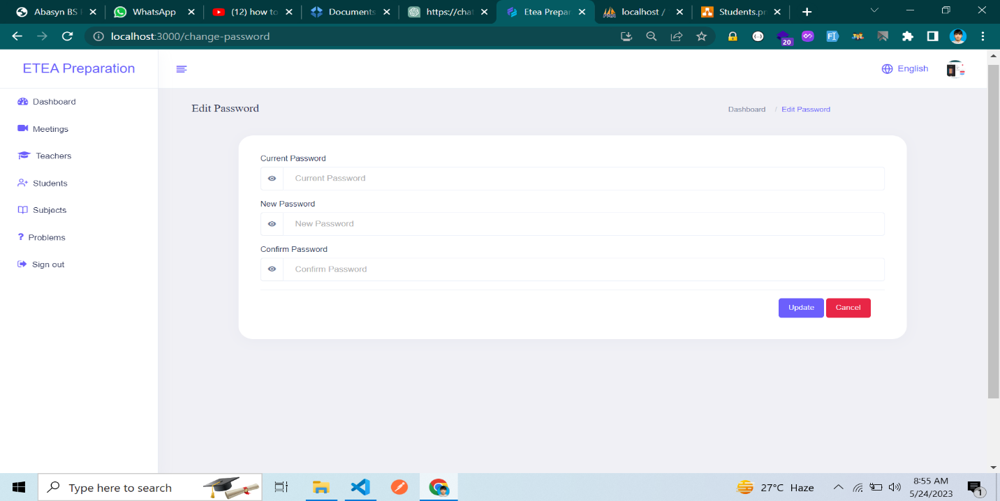 Abasyn BS
WhatsApp
(12) how to
Documents
https://chat
Etea Prepar
localhost /
Students.pr
localhost:3000/change-password
20
ETEA Preparation
English
Dashboard
Meetings
Teachers
Students
Subjects
? Problems
Sign out
Edit Password
Dashboard / Edit Password
Current Password
Current Password
New Password
New Password
Confirm Password
Confirm Password
Update
Cancel
Type here to search
27°C Haze
8:55 AM
5/24/2023
1